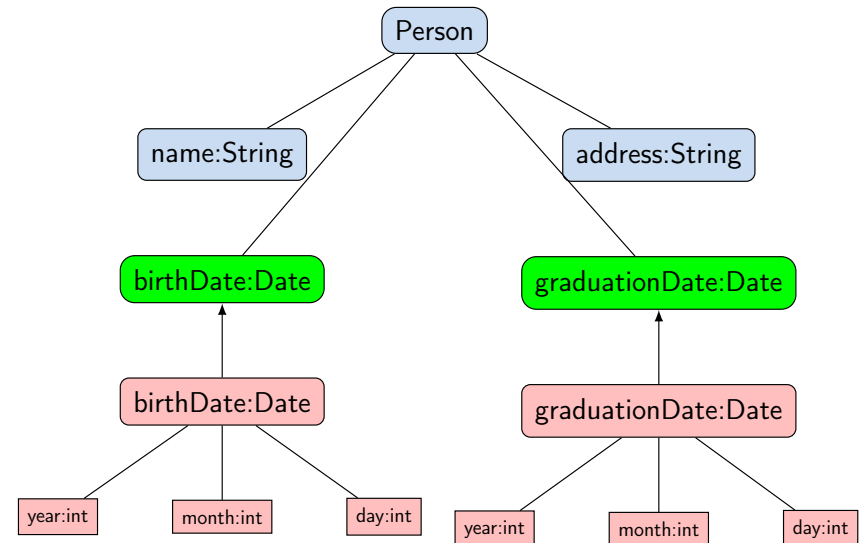 Person
name:String
address:String
birthDate:Date
graduationDate:Date
birthDate:Date
graduationDate:Date
year:int
month:int
day:int
year:int
month:int
day:int